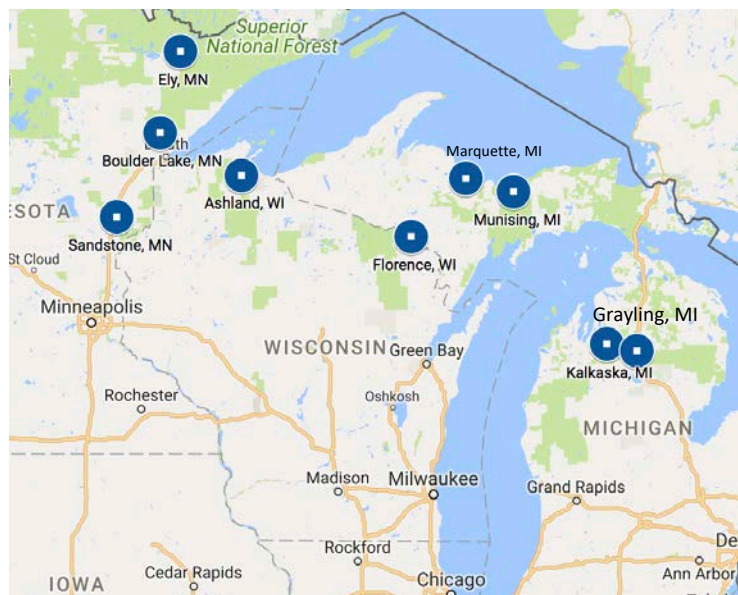 Superior
National Forest
Ely, MN
Boulder Lake, MN
Marquette, MI
Ashland, WI
Munising, MI
Sandstone, MN
Florence, WI
St Cloud
Minneapolis
Grayling, MI
Kalkaska, MI
WISCONSIN
Green Bay
Rochester
Oshkosh
MICHIGAN
Madison
Milwaukee
Grand Rapids
Rockford
Ann Arbor
IOWA
Cedar Rapids
Chicago